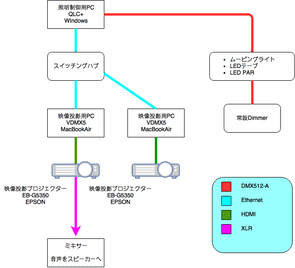 照明制御用PC
QLC+
Windows
スイッチングハブ
ムービングライト
LEDテープ
LED PAR
映像投影用PC
VDMX5
MacBookAir
映像投影用PC
VDMX5
MacBookAir
常設Dimmer
映像投影プロジェクター
EB-G5350
EPSON
映像投影プロジェクター
EB-G5350
EPSON
ミキサー
音声をスピーカーへ
DMX512-A
Ethernet
HDMI
XLR